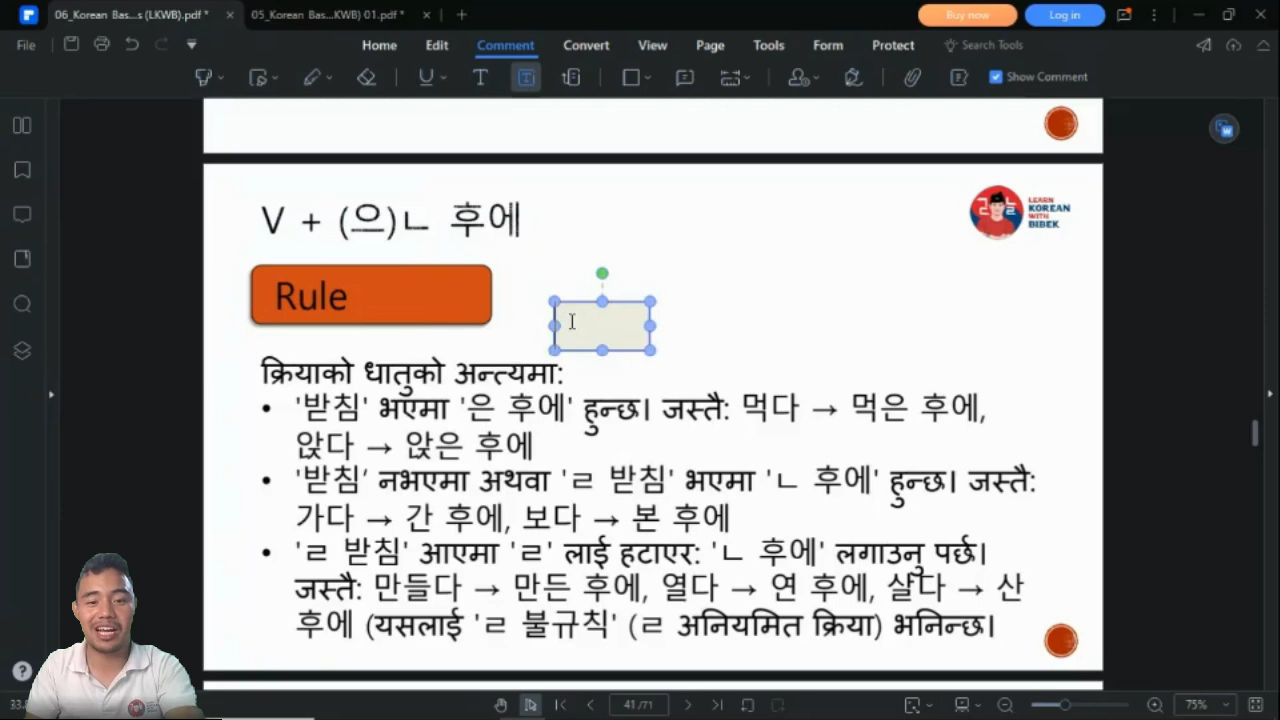 06_Korean Bas...s (LKWB).pdf *
05_Korean Bas...KWB) 01.pdf *
Buy now
Log in
File
Home
Edit
Comment
Convert
View
Page
Tools
Form
Protect
Search Tools
Show Comment
V + (으)ㄴ 후에
LEARN
KOREAN
WITH
BIBEK
Rule
क्रियाको धातुको अन्त्यमा:
• '받침' भएमा '은 후에' हुन्छ। जस्तै: 먹다 → 먹은 후에,
앉다 → 앉은 후에
• '받침’ नभएमा अथवा 'ㄹ 받침' भएमा 'ㄴ 후에' हुन्छ। जस्तै:
가다 → 간 후에, 보다 → 본 후에
• 'ㄹ 받침' आएमा 'ㄹ' लाई हटाएर: 'ㄴ 후에' लगाउनु पर्छ।
जस्तै: 만들다 → 만든 후에, 열다 → 연 후에, 살다 → 산
후에 (यसलाई 'ㄹ 불규칙' (ㄹ अनियमित क्रिया) भनिन्छ।
41/71
75%